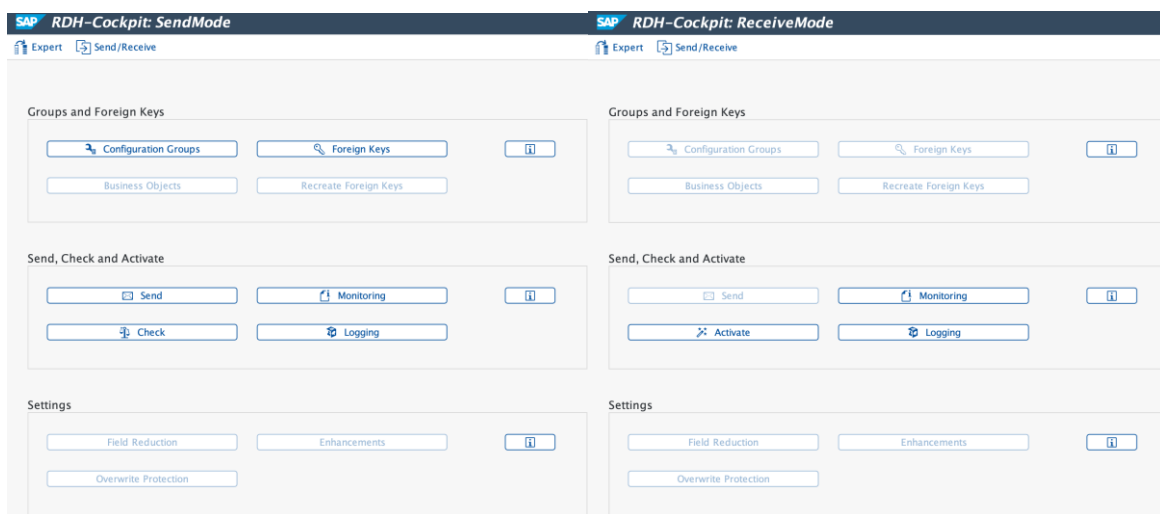 SAP RDH-Cockpit: SendMode
Expert Send/Receive
Groups and Foreign Keys
Configuration Groups Foreign Keys
Business Objects Recreate Foreign Keys
Send, Check and Activate
Send Monitoring
Check Logging
Settings
Field Reduction Enhancements
Overwrite Protection
SAP RDH-Cockpit: ReceiveMode
Expert Send/Receive
Groups and Foreign Keys
Configuration Groups Foreign Keys
Business Objects Recreate Foreign Keys
Send, Check and Activate
Send Monitoring
Activate Logging
Settings
Field Reduction Enhancements
Overwrite Protection